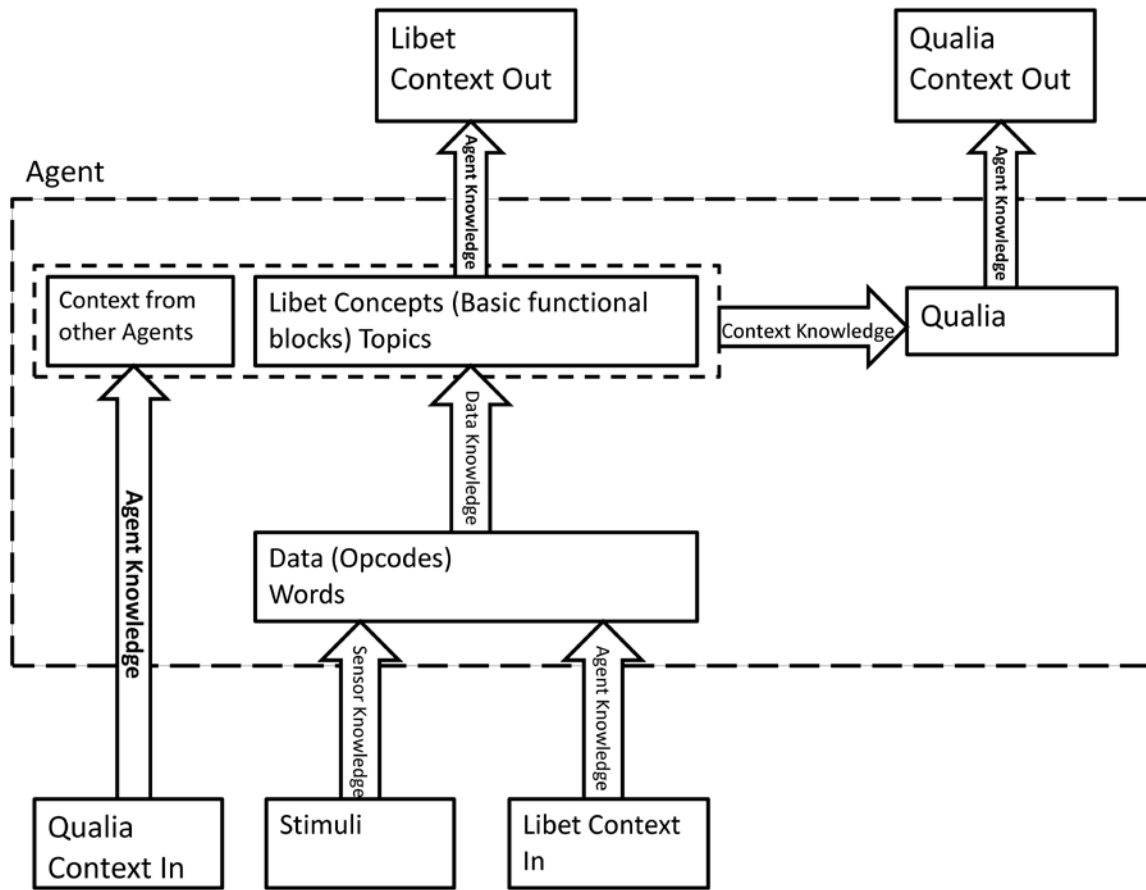 Libet
Context Out
Qualia
Context Out
Agent Knowledge
Agent Knowledge
Agent
Context from
other Agents
Libet Concepts (Basic functional
blocks) Topics
Context Knowledge
Qualia
Data Knowledge
Agent Knowledge
Data (Opcodes)
Words
Sensor Knowledge
Agent Knowledge
Qualia
Context In
Stimuli
Libet Context
In